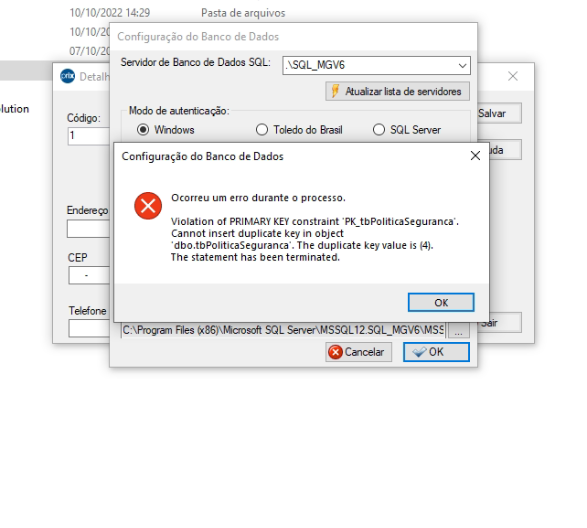 10/10/2022 14:29 Pasta de arquivos
10/10/20
07/10/20
Configuração do Banco de Dados
Servidor de Banco de Dados SQL: .\SQL_MGV6
Atualizar lista de servidores
prix Detalh
lution
Modo de autenticação:
Windows Toledo do Brasil SQL Server
Código:
1
Salvar
uda
Configuração do Banco de Dados
Ocorreu um erro durante o processo.
Violation of PRIMARY KEY constraint 'PK_tbPoliticaSeguranca'.
Cannot insert duplicate key in object
'dbo.tbPoliticaSeguranca'. The duplicate key value is (4).
The statement has been terminated.
OK
Endereço
CEP
-
Telefone
Sair
C:\Program Files (x86)\Microsoft SQL Server\MSSQL12.SQL_MGV6\MSS ...
Cancelar OK